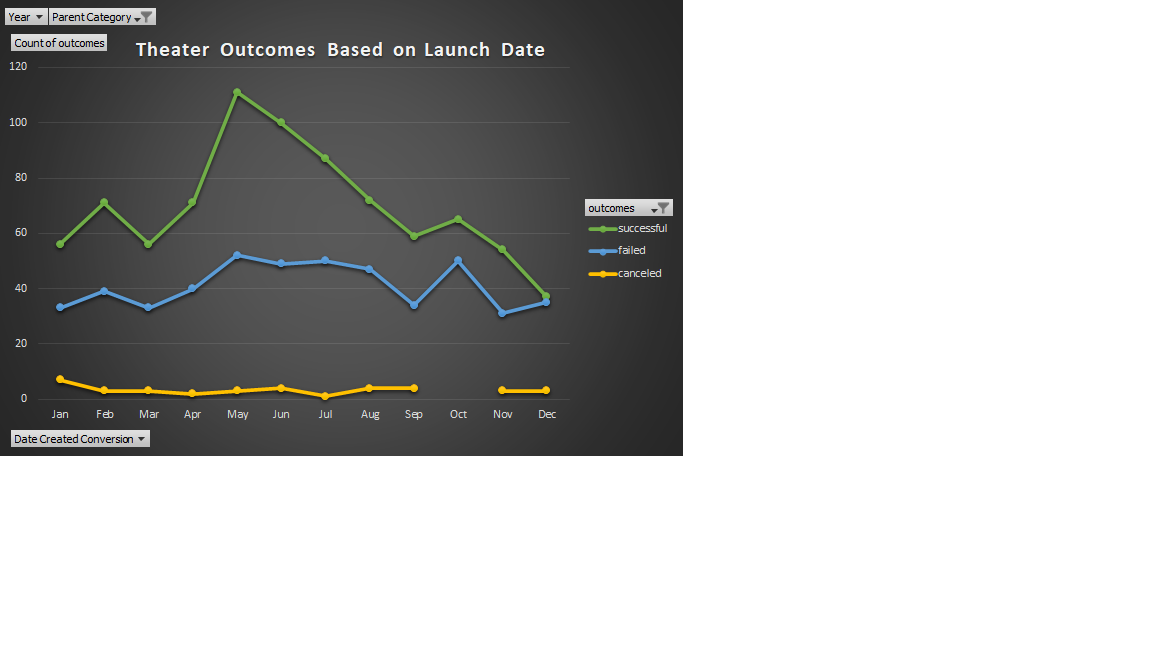 Year Parent Category
Count of outcomes
Theater Outcomes Based on Launch Date
120
100
80
60
40
20
0
Jan Feb Mar Apr May Jun Jul Aug Sep Oct Nov Dec
outcomes
successful
failed
canceled
Date Created Conversion